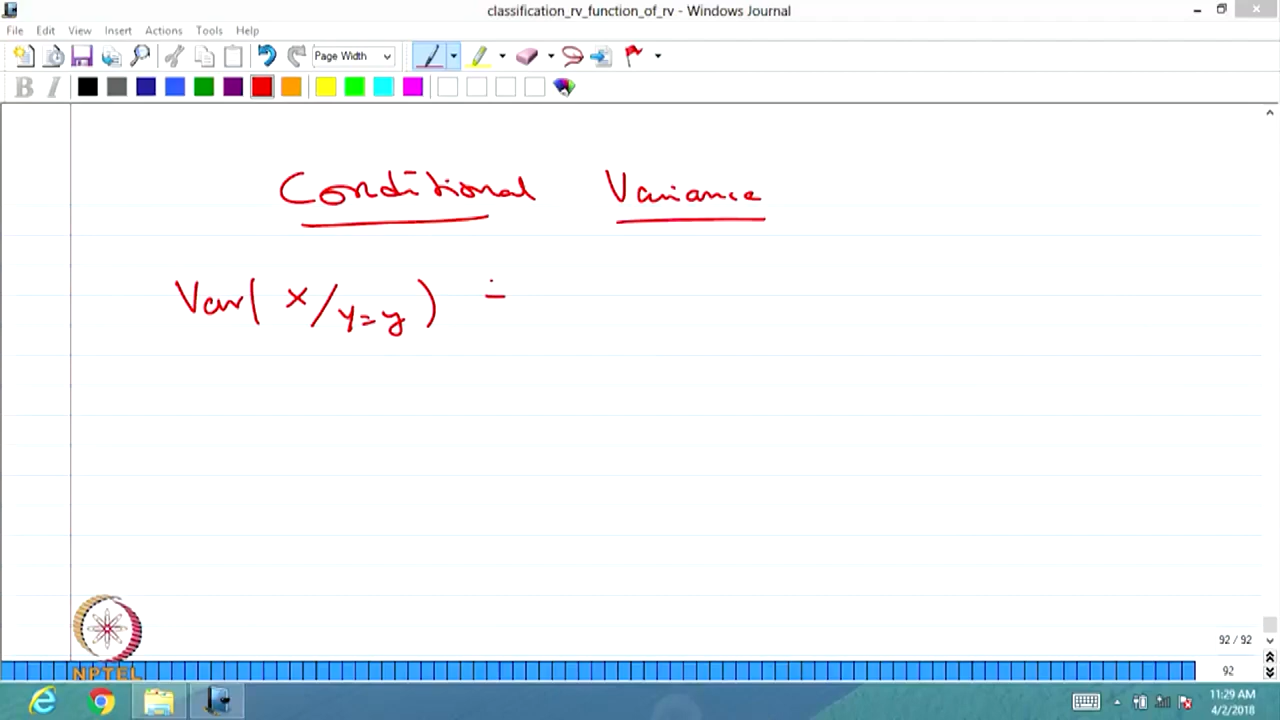 classification_rv_function_of_rv - Windows Journal
File Edit View Insert Actions Tools Help
Page Width
B I
Conditional Variance
Var( X/Y=y ) =
92 / 92
92
NPTEL
11:29 AM
4/2/2018